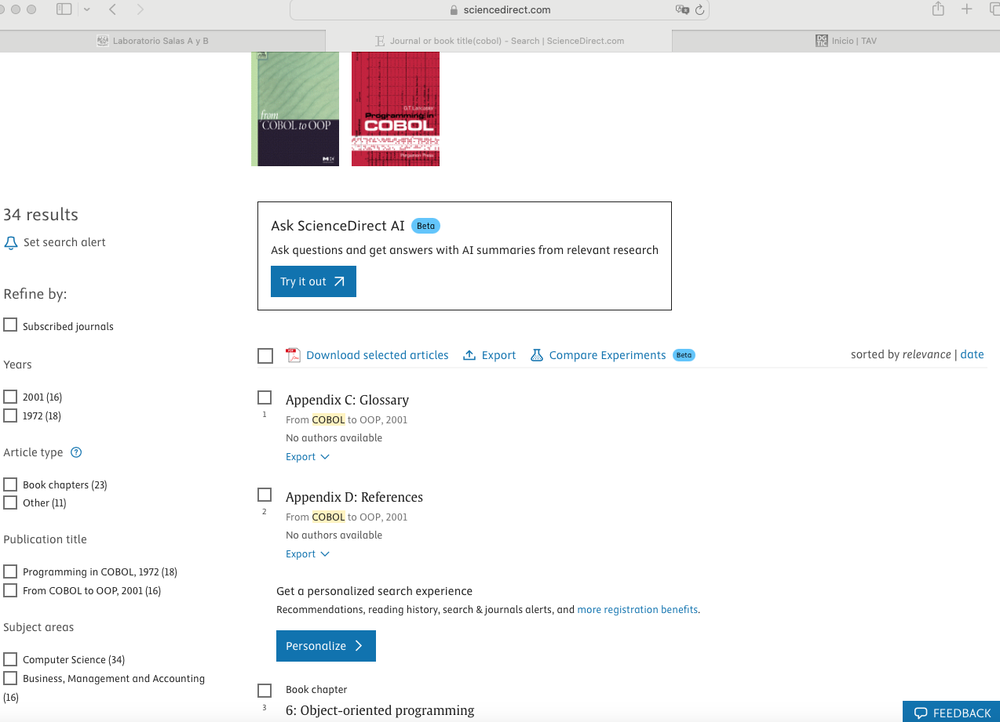 sciencedirect.com
Laboratorio Salas A y B
Journal or book title(cobol) - Search | ScienceDirect.com
DGTIC
Inicio | TAV
from
COBOL to OOP
G.T. Lancaster
Programming in
COBOL
Pergamon Press
34 results
Set search alert
Ask ScienceDirect AI Beta
Ask questions and get answers with AI summaries from relevant research
Try it out
Refine by:
Subscribed journals
Years
2001 (16)
1972 (18)
Article type ?
Book chapters (23)
Other (11)
Publication title
Programming in COBOL, 1972 (18)
From COBOL to OOP, 2001 (16)
Subject areas
Computer Science (34)
Business, Management and Accounting
(16)
PDF Download selected articles Export Compare Experiments Beta
sorted by relevance | date
1
Appendix C: Glossary
From COBOL to OOP, 2001
No authors available
Export
2
Appendix D: References
From COBOL to OOP, 2001
No authors available
Export
Get a personalized search experience
Recommendations, reading history, search & journals alerts, and more registration benefits.
Personalize
Book chapter
3
6: Object-oriented programming
FEEDBACK